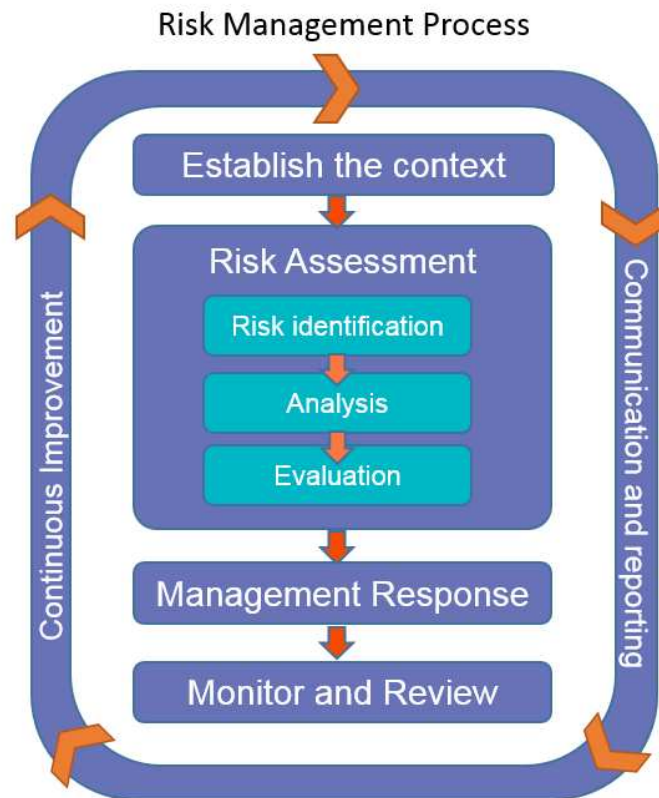 Risk Management Process
Establish the context
Risk Assessment
Risk identification
Analysis
Evaluation
Management Response
Monitor and Review
Continuous Improvement
Communication and reporting